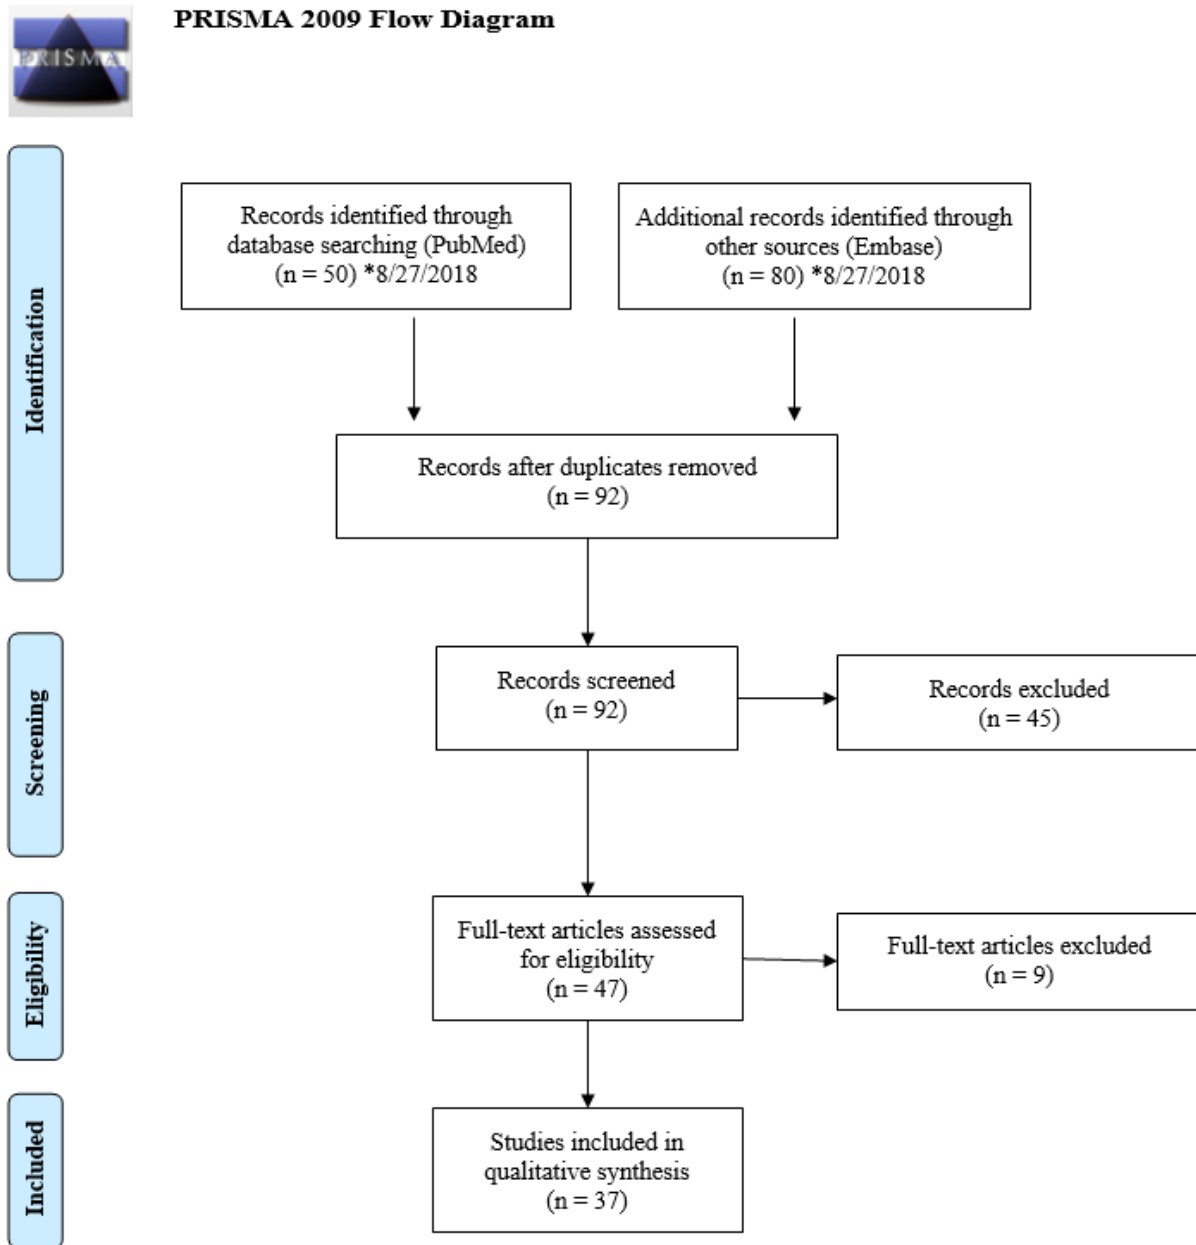 PRISMA 2009 Flow Diagram
PRISMA
Identification
Records identified through
database searching (PubMed)
(n = 50) *8/27/2018
Additional records identified through
other sources (Embase)
(n = 80) *8/27/2018
Records after duplicates removed
(n = 92)
Screening
Records screened
(n = 92)
Records excluded
(n = 45)
Eligibility
Full-text articles assessed
for eligibility
(n = 47)
Full-text articles excluded
(n = 9)
Included
Studies included in
qualitative synthesis
(n = 37)